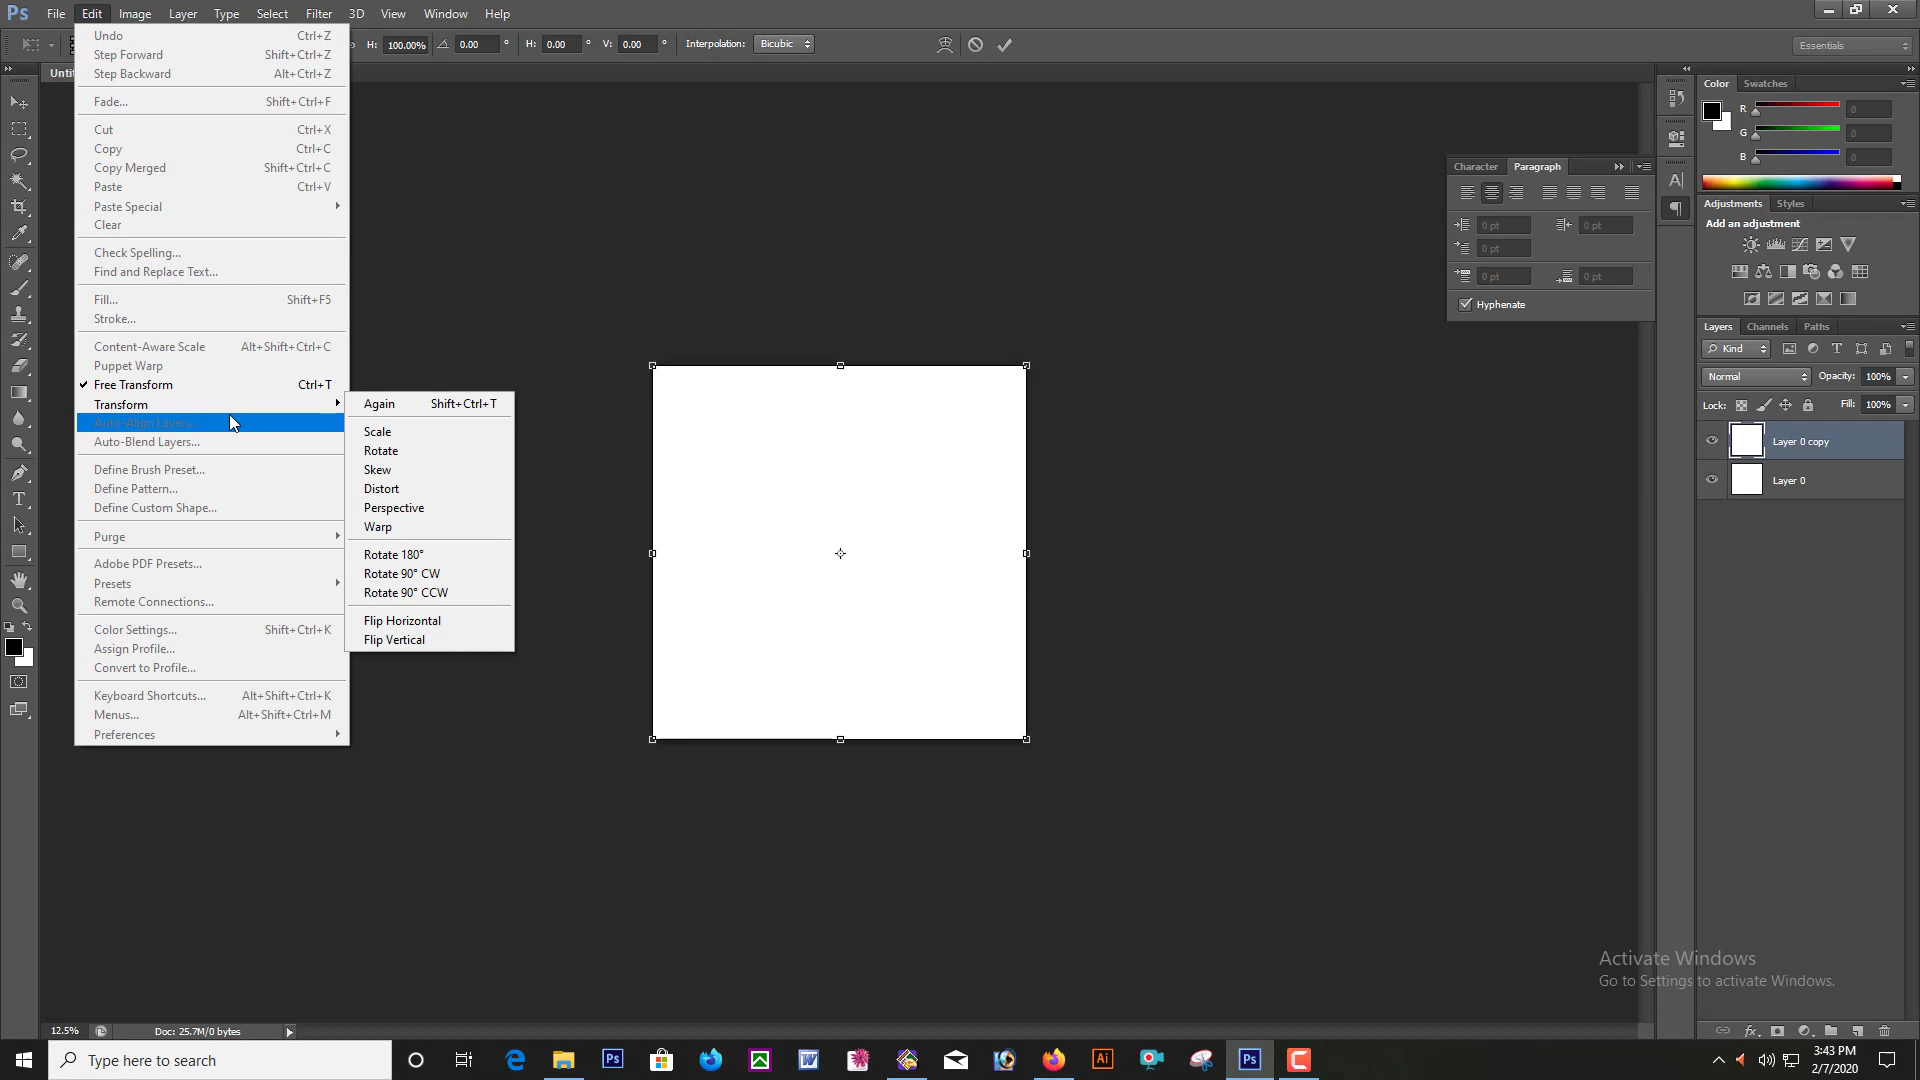 Ps File Edit Image Layer Type Select Filter 3D View Window Help
H: 100.00% 0.00 ° H: 0.00 ° V: 0.00 ° Interpolation: Bicubic Essentials
Undo Ctrl+Z
Step Forward Shift+Ctrl+Z
Step Backward Alt+Ctrl+Z
Fade... Shift+Ctrl+F
Cut Ctrl+X
Copy Ctrl+C
Copy Merged Shift+Ctrl+C
Paste Ctrl+V
Paste Special
Clear
Check Spelling...
Find and Replace Text...
Fill... Shift+F5
Stroke...
Content-Aware Scale Alt+Shift+Ctrl+C
Puppet Warp
Free Transform Ctrl+T
Transform
Auto-Align Layers...
Auto-Blend Layers...
Define Brush Preset...
Define Pattern...
Define Custom Shape...
Purge
Adobe PDF Presets...
Presets
Remote Connections...
Color Settings... Shift+Ctrl+K
Assign Profile...
Convert to Profile...
Keyboard Shortcuts... Alt+Shift+Ctrl+K
Menus... Alt+Shift+Ctrl+M
Preferences
Again Shift+Ctrl+T
Scale
Rotate
Skew
Distort
Perspective
Warp
Rotate 180°
Rotate 90° CW
Rotate 90° CCW
Flip Horizontal
Flip Vertical
Character Paragraph
0 pt 0 pt
0 pt
0 pt 0 pt
Hyphenate
Color Swatches
R 0
G 0
B 0
Adjustments Styles
Add an adjustment
Layers Channels Paths
Kind
Normal Opacity: 100%
Lock: Fill: 100%
Layer 0 copy
Layer 0
Activate Windows
Go to Settings to activate Windows.
12.5% Doc: 25.7M/0 bytes
Type here to search
3:43 PM
2/7/2020